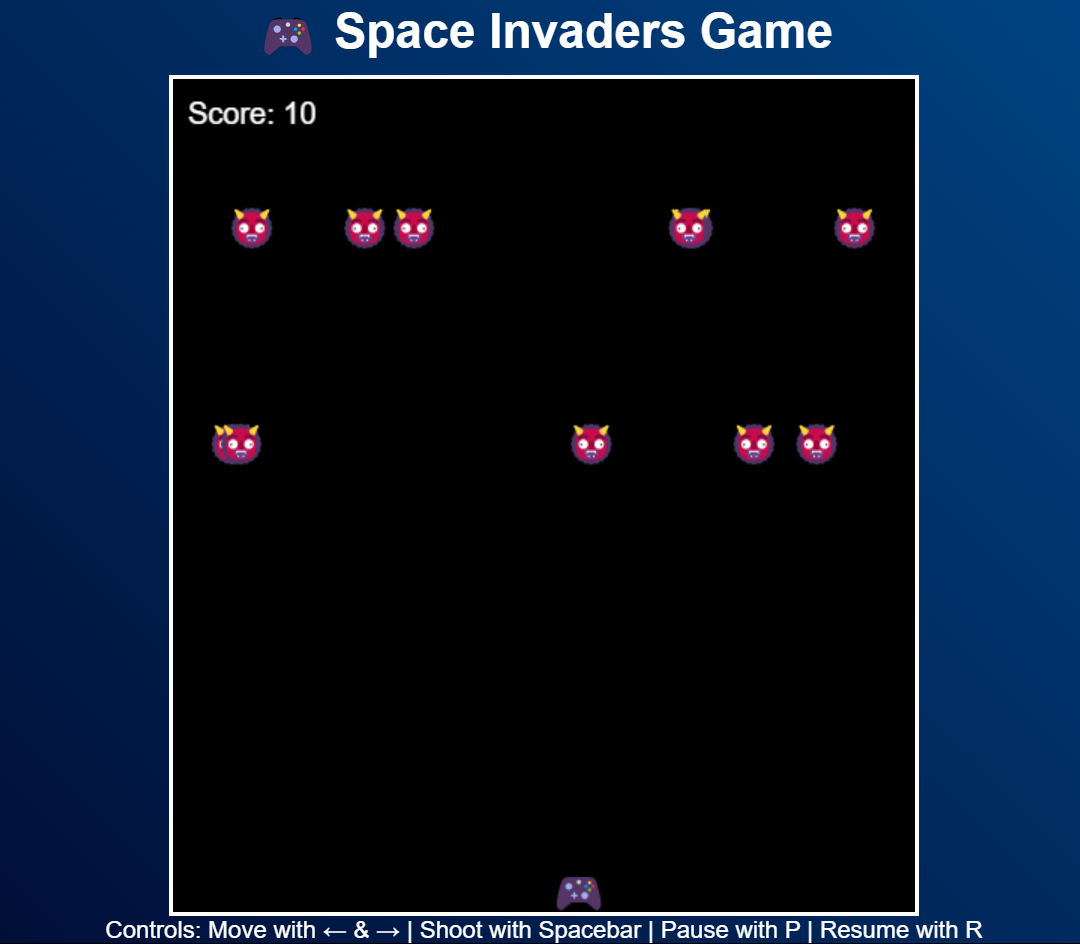 Space Invaders Game
Score: 10
Controls: Move with ← & → | Shoot with Spacebar | Pause with P | Resume with R